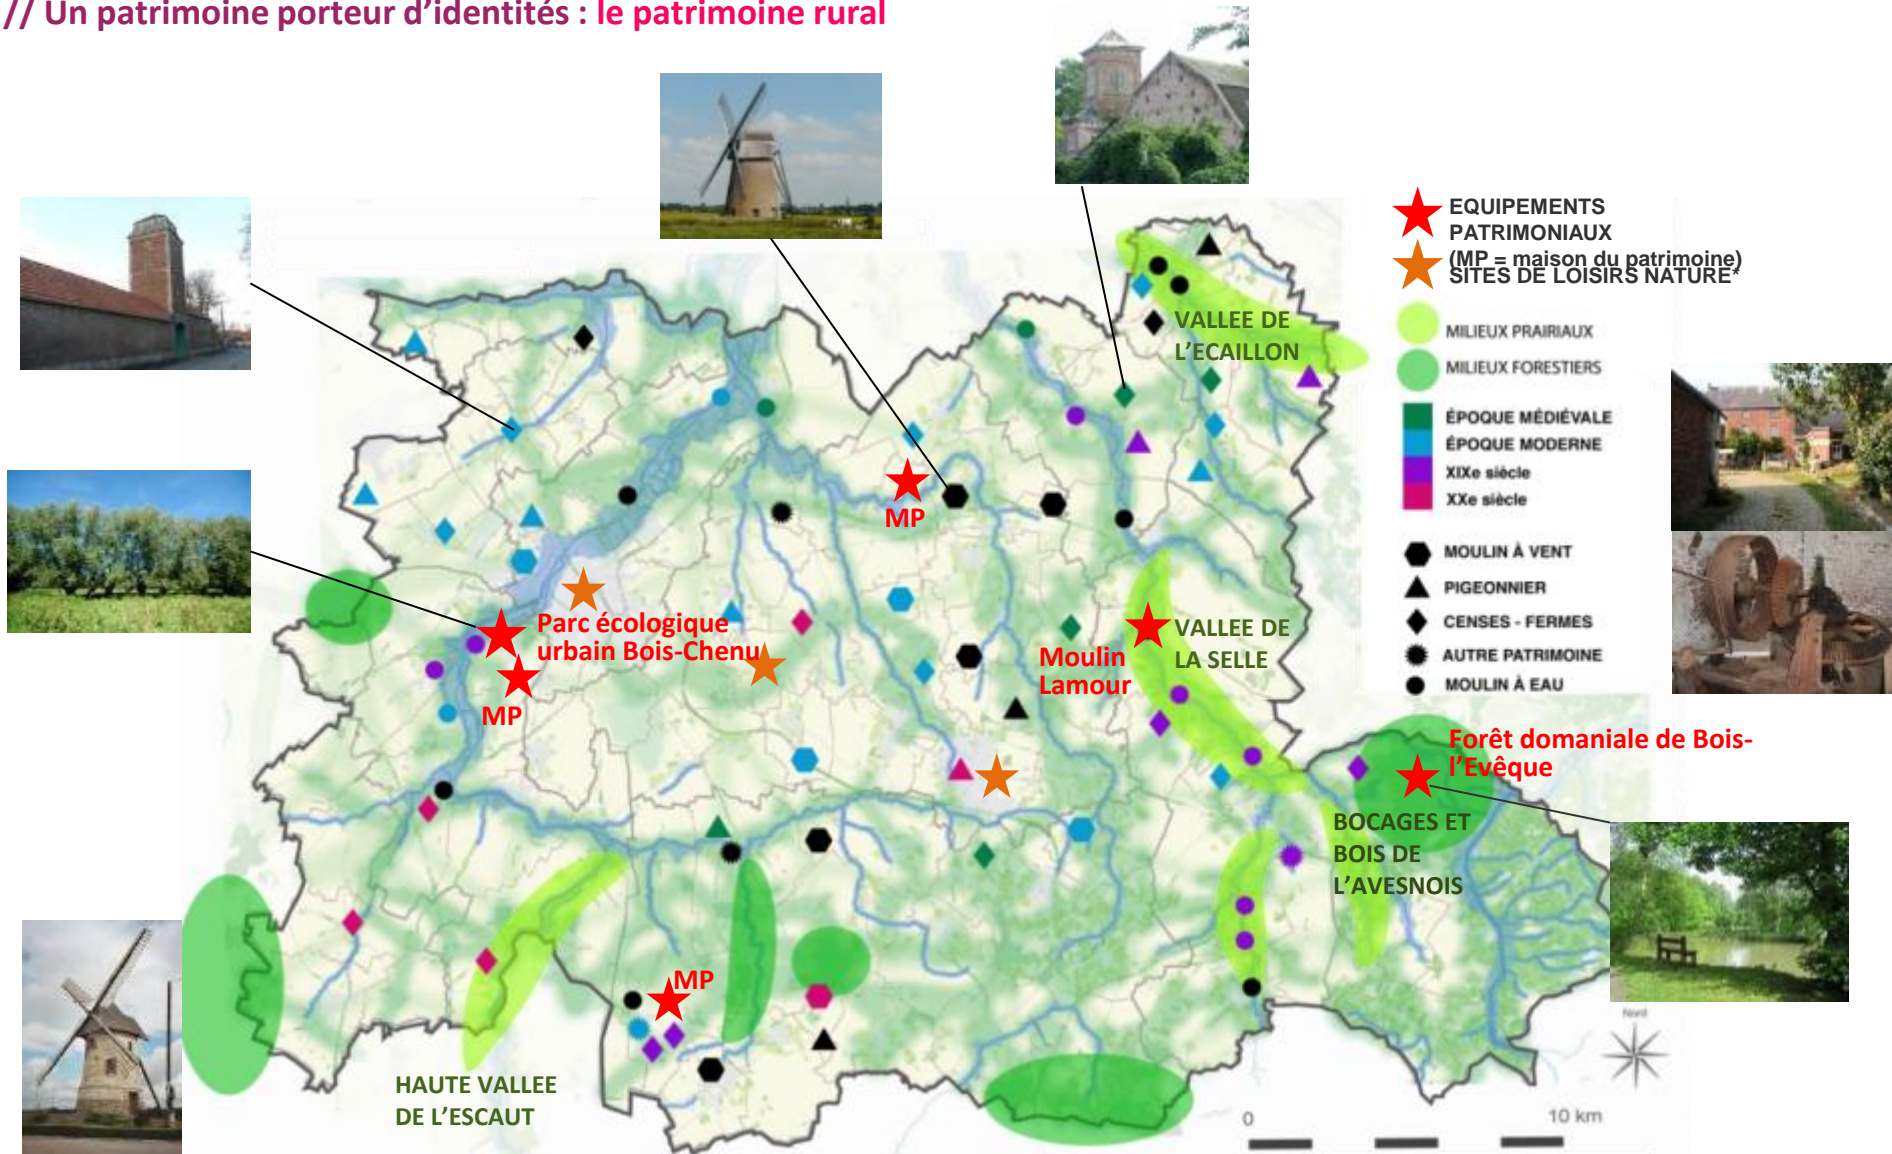 // Un patrimoine porteur d'identités : le patrimoine rural
EQUIPEMENTS
PATRIMONIAUX
(MP = maison du patrimoine)
SITES DE LOISIRS NATURE*
MILIEUX PRAIRIAUX
MILIEUX FORESTIERS
ÉPOQUE MÉDIÉVALE
ÉPOQUE MODERNE
XIXe siècle
XXe siècle
MOULIN À VENT
PIGEONNIER
CENSES - FERMES
AUTRE PATRIMOINE
MOULIN À EAU
VALLEE DE
L'ECAILLON
MP
Parc écologique
urbain Bois-Chenu
MP
Moulin
Lamour
VALLEE DE
LA SELLE
Forêt domaniale de Bois-
l'Evêque
BOCAGES ET
BOIS DE
L'AVESNOIS
MP
HAUTE VALLEE
DE L'ESCAUT
Nord
0 10 km